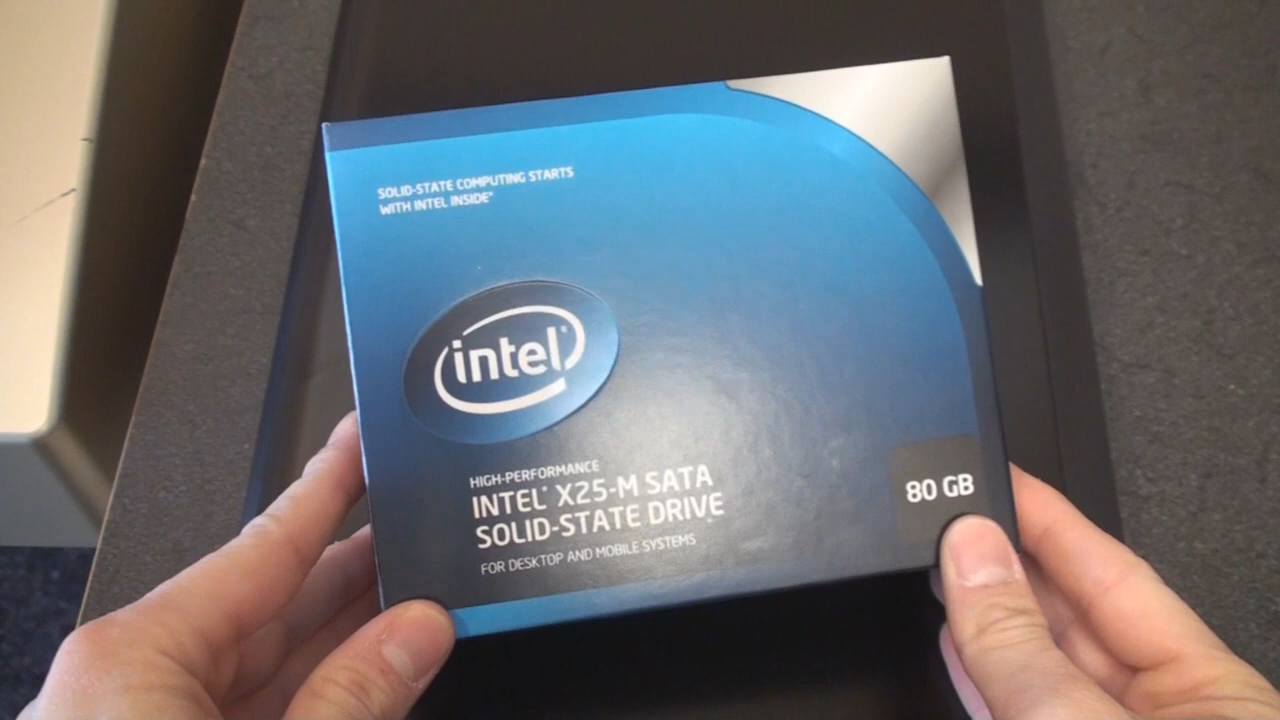 SOLID-STATE COMPUTING STARTS
WITH INTEL INSIDE®
intel®
HIGH-PERFORMANCE
INTEL® X25-M SATA
SOLID-STATE DRIVE
FOR DESKTOP AND MOBILE SYSTEMS
80 GB